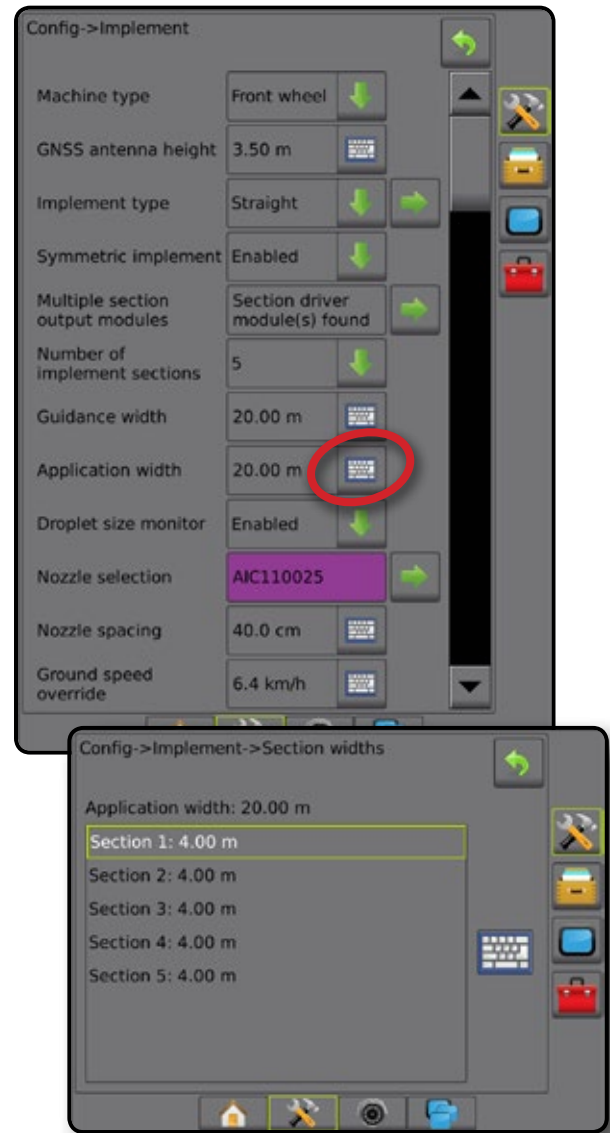 Config->Implement
Machine type Front wheel
GNSS antenna height 3.50 m
Implement type Straight
Symmetric implement Enabled
Multiple section output modules Section driver module(s) found
Number of implement sections 5
Guidance width 20.00 m
Application width 20.00 m
Droplet size monitor Enabled
Nozzle selection AIC110025
Nozzle spacing 40.0 cm
Ground speed override 6.4 km/h
Config->Implement->Section widths
Application width: 20.00 m
Section 1: 4.00 m
Section 2: 4.00 m
Section 3: 4.00 m
Section 4: 4.00 m
Section 5: 4.00 m